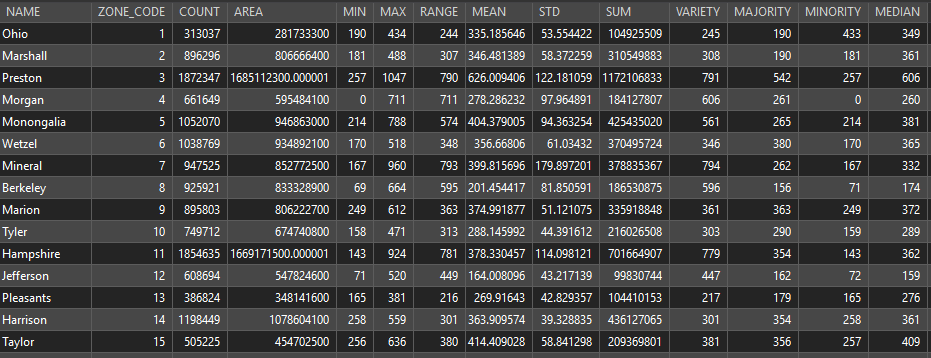 NAME ZONE_CODE COUNT AREA MIN MAX RANGE MEAN STD SUM VARIETY MAJORITY MINORITY MEDIAN
Ohio 1 313037 281733300 190 434 244 335.185646 53.554422 104925509 245 190 433 349
Marshall 2 896296 806666400 181 488 307 346.481389 58.372259 310549883 308 190 181 361
Preston 3 1872347 1685112300.000001 257 1047 790 626.009406 122.181059 1172106833 791 542 257 606
Morgan 4 661649 595484100 0 711 711 278.286232 97.964891 184127807 606 261 0 260
Monongalia 5 1052070 946863000 214 788 574 404.379005 94.363254 425435020 561 265 214 381
Wetzel 6 1038769 934892100 170 518 348 356.66806 61.03432 370495724 346 380 170 365
Mineral 7 947525 852772500 167 960 793 399.815696 179.897201 378835367 794 262 167 332
Berkeley 8 925921 833328900 69 664 595 201.454417 81.850591 186530875 596 156 71 174
Marion 9 895803 806222700 249 612 363 374.991877 51.121075 335918848 361 363 249 372
Tyler 10 749712 674740800 158 471 313 288.145992 44.391612 216026508 303 290 159 289
Hampshire 11 1854635 1669171500.000001 143 924 781 378.330457 114.098121 701664907 779 354 143 362
Jefferson 12 608694 547824600 71 520 449 164.008096 43.217139 99830744 447 162 72 159
Pleasants 13 386824 348141600 165 381 216 269.91643 42.829357 104410153 217 179 165 276
Harrison 14 1198449 1078604100 258 559 301 363.909574 39.328835 436127065 301 354 258 361
Taylor 15 505225 454702500 256 636 380 414.409028 58.841298 209369801 381 356 257 409